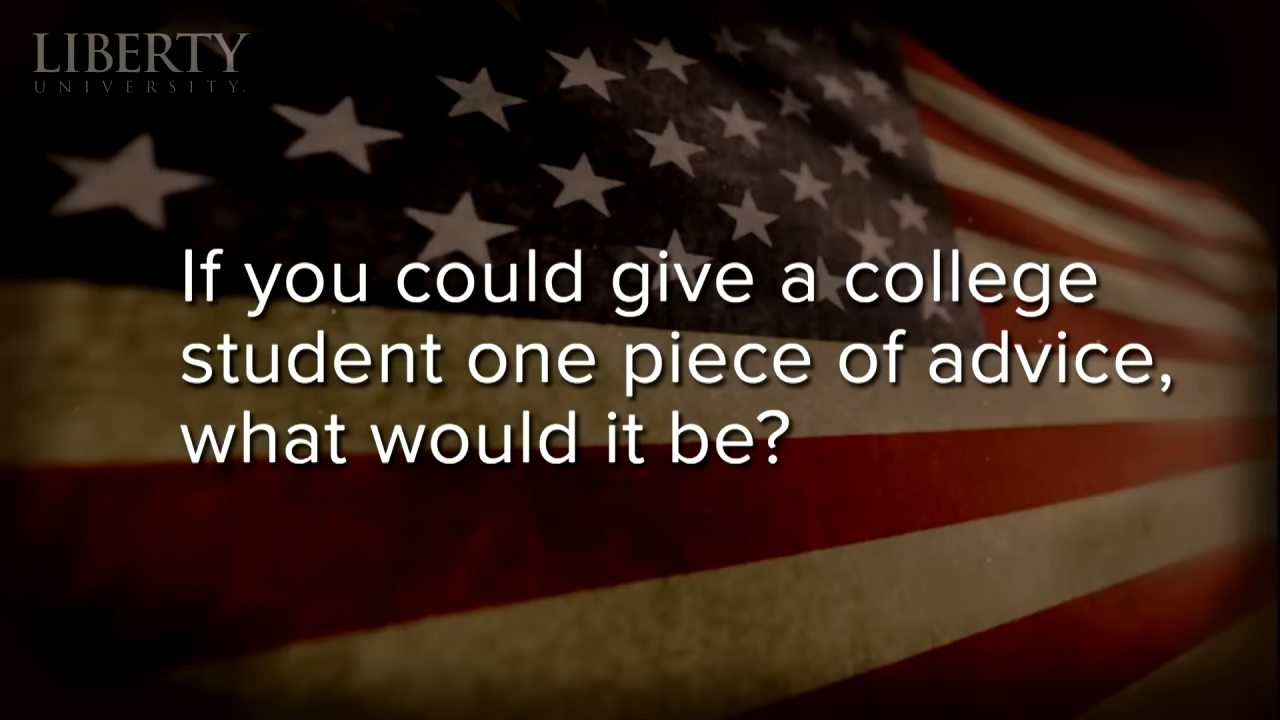 LIBERTY
UNIVERSITY.
If you could give a college
student one piece of advice,
what would it be?